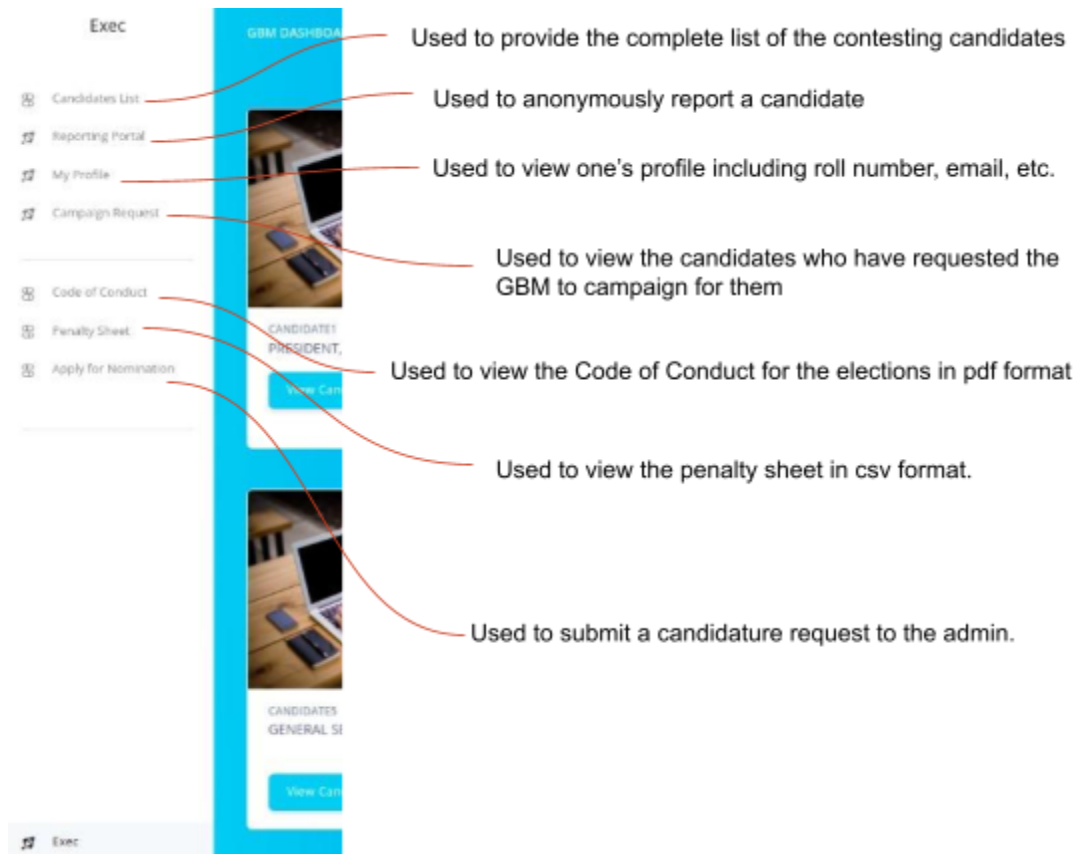 Exec
GBM DASHBOA
Used to provide the complete list of the contesting candidates
Candidates List
Used to anonymously report a candidate
Reporting Portal
Used to view one's profile including roll number, email, etc.
My Profile
Campaign Request
Used to view the candidates who have requested the
GBM to campaign for them
Code of Conduct
CANDIDATE1
Penalty Sheet
PRESIDENT,
Apply for Nomination
Used to view the Code of Conduct for the elections in pdf format
View Can
Used to view the penalty sheet in csv format.
Used to submit a candidature request to the admin.
CANDIDATE5
GENERAL SE
View Can
Exec